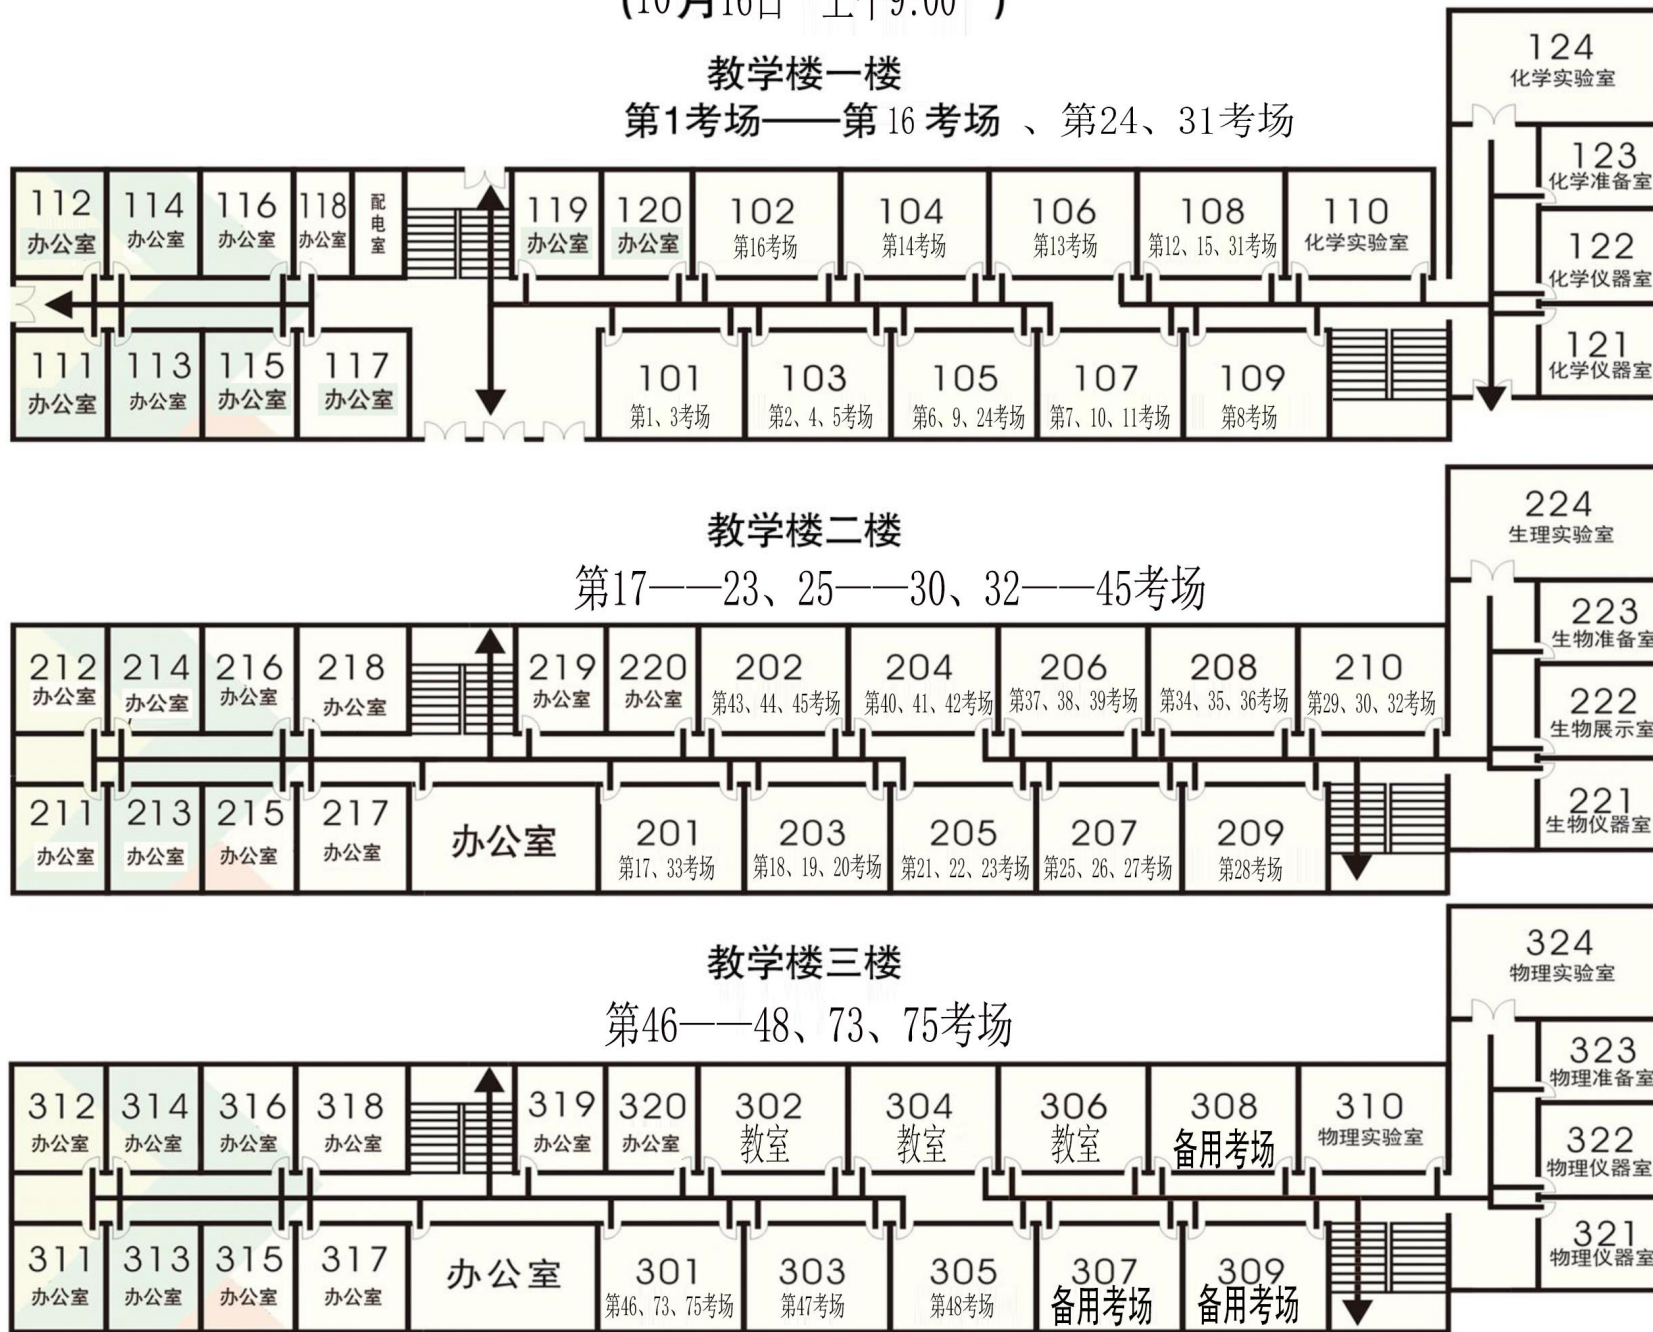 (10月16日 上午9:00 )
教学楼一楼
第1考场——第 16 考场 、第24、31考场
124
化学实验室
123
化学准备室
122
化学仪器室
121
化学仪器室
112
办公室
114
办公室
116
办公室
118
办公室
配电室
119
办公室
120
办公室
102
第16考场
104
第14考场
106
第13考场
108
第12、15、31考场
110
化学实验室
111
办公室
113
办公室
115
办公室
117
办公室
101
第1、3考场
103
第2、4、5考场
105
第6、9、24考场
107
第7、10、11考场
109
第8考场
教学楼二楼
第17——23、25——30、32——45考场
224
生理实验室
223
生物准备室
222
生物展示室
221
生物仪器室
212
办公室
214
办公室
216
办公室
218
办公室
219
办公室
220
办公室
202
第43、44、45考场
204
第40、41、42考场
206
第37、38、39考场
208
第34、35、36考场
210
第29、30、32考场
211
办公室
213
办公室
215
办公室
217
办公室
办公室
201
第17、33考场
203
第18、19、20考场
205
第21、22、23考场
207
第25、26、27考场
209
第28考场
教学楼三楼
第46——48、73、75考场
324
物理实验室
323
物理准备室
322
物理仪器室
321
物理仪器室
312
办公室
314
办公室
316
办公室
318
办公室
319
办公室
320
办公室
302
教室
304
教室
306
教室
308
备用考场
310
物理实验室
311
办公室
313
办公室
315
办公室
317
办公室
办公室
301
第46、73、75考场
303
第47考场
305
第48考场
307
备用考场
309
备用考场